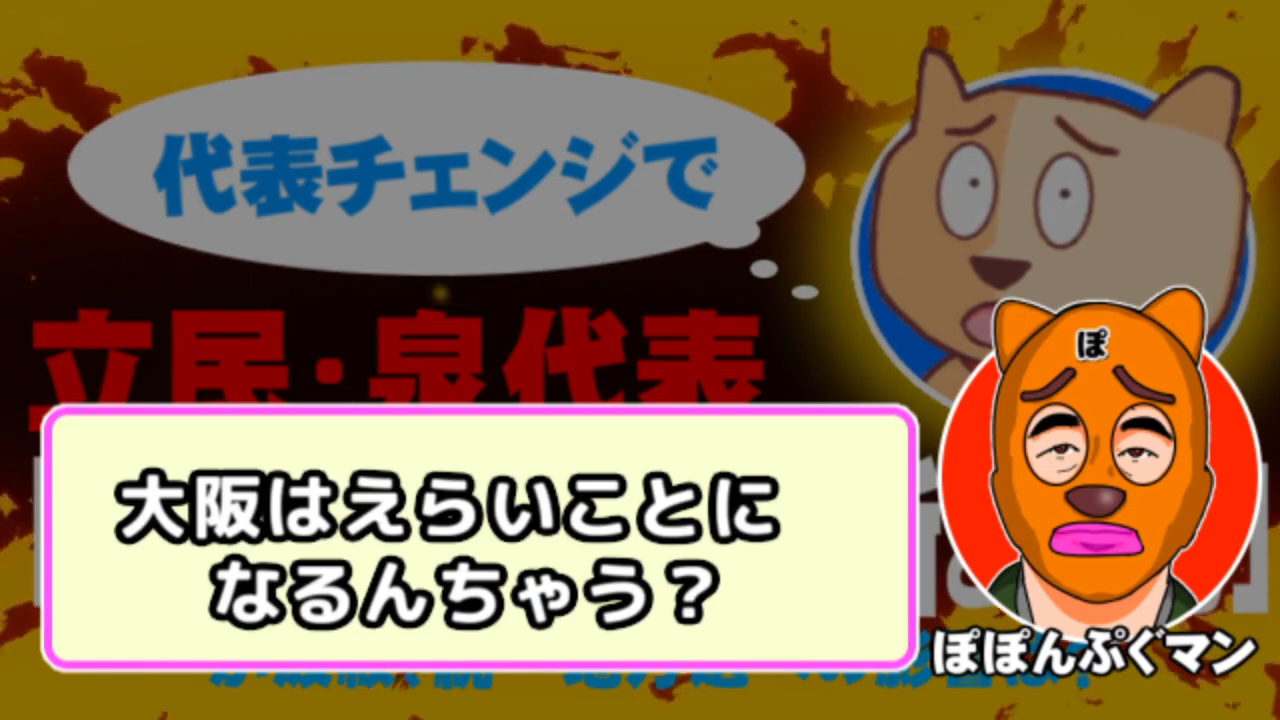 代表チェンジで
立民・泉代表
ぽ
大阪はえらいことに
なるんちゃう？
ぽぽんぷぐマン